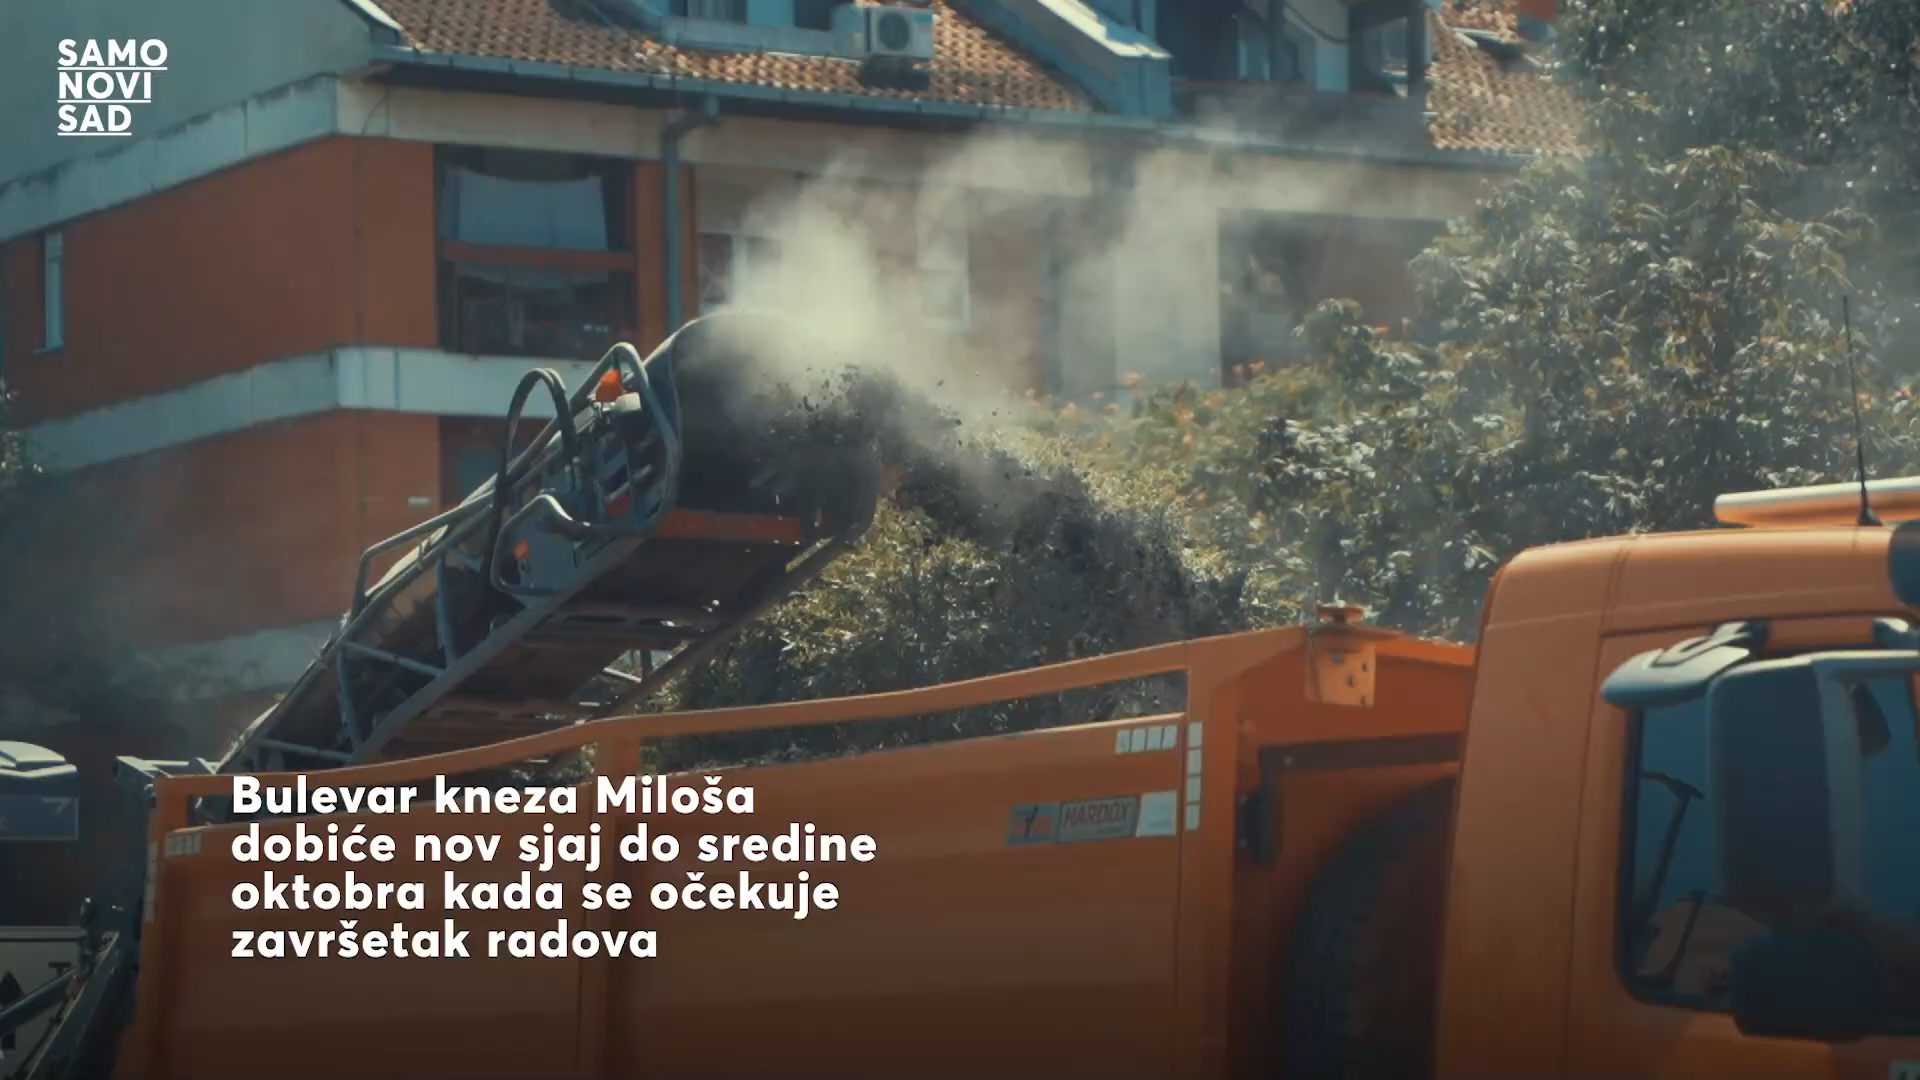 SAMO
NOVI
SAD
HARDOX
Bulevar kneza Miloša
dobiće nov sjaj do sredine
oktobra kada se očekuje
završetak radova